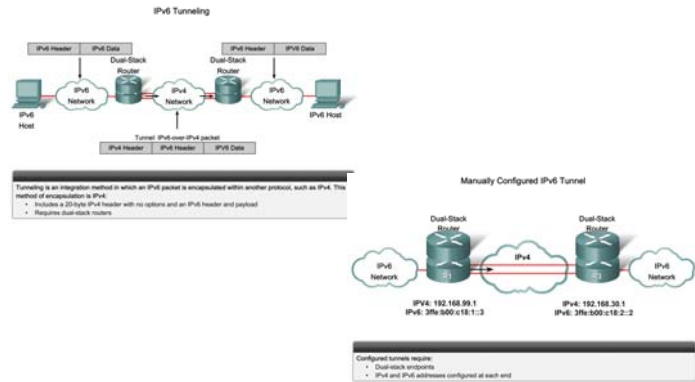 IPv6 Tunneling
IPv6 Header IPv6 Data
IPv6 Header IPV6 Data
Dual-Stack
Router
Dual-Stack
Router
IPv6
Network
IPv4
Network
IPv6
Network
IPv6
Host
IPv6 Host
Tunnel: IPv6-over-IPv4 packet
IPv4 Header IPv6 Header IPV6 Data
Tunneling is an integration method in which an IPv6 packet is encapsulated within another protocol, such as IPv4. This
method of encapsulation is IPv4:
• Includes a 20-byte IPv4 header with no options and an IPv6 header and payload
• Requires dual-stack routers
Manually Configured IPv6 Tunnel
Dual-Stack
Router
Dual-Stack
Router
IPv6
Network
IPv4
IPv6
Network
IPV4: 192.168.99.1
IPv6: 3ffe:b00:c18:1::3
IPv4: 192.168.30.1
IPv6: 3ffe:b00:c18:2::2
Configured tunnels require:
• Dual-stack endpoints
• IPv4 and IPv6 addresses configured at each end